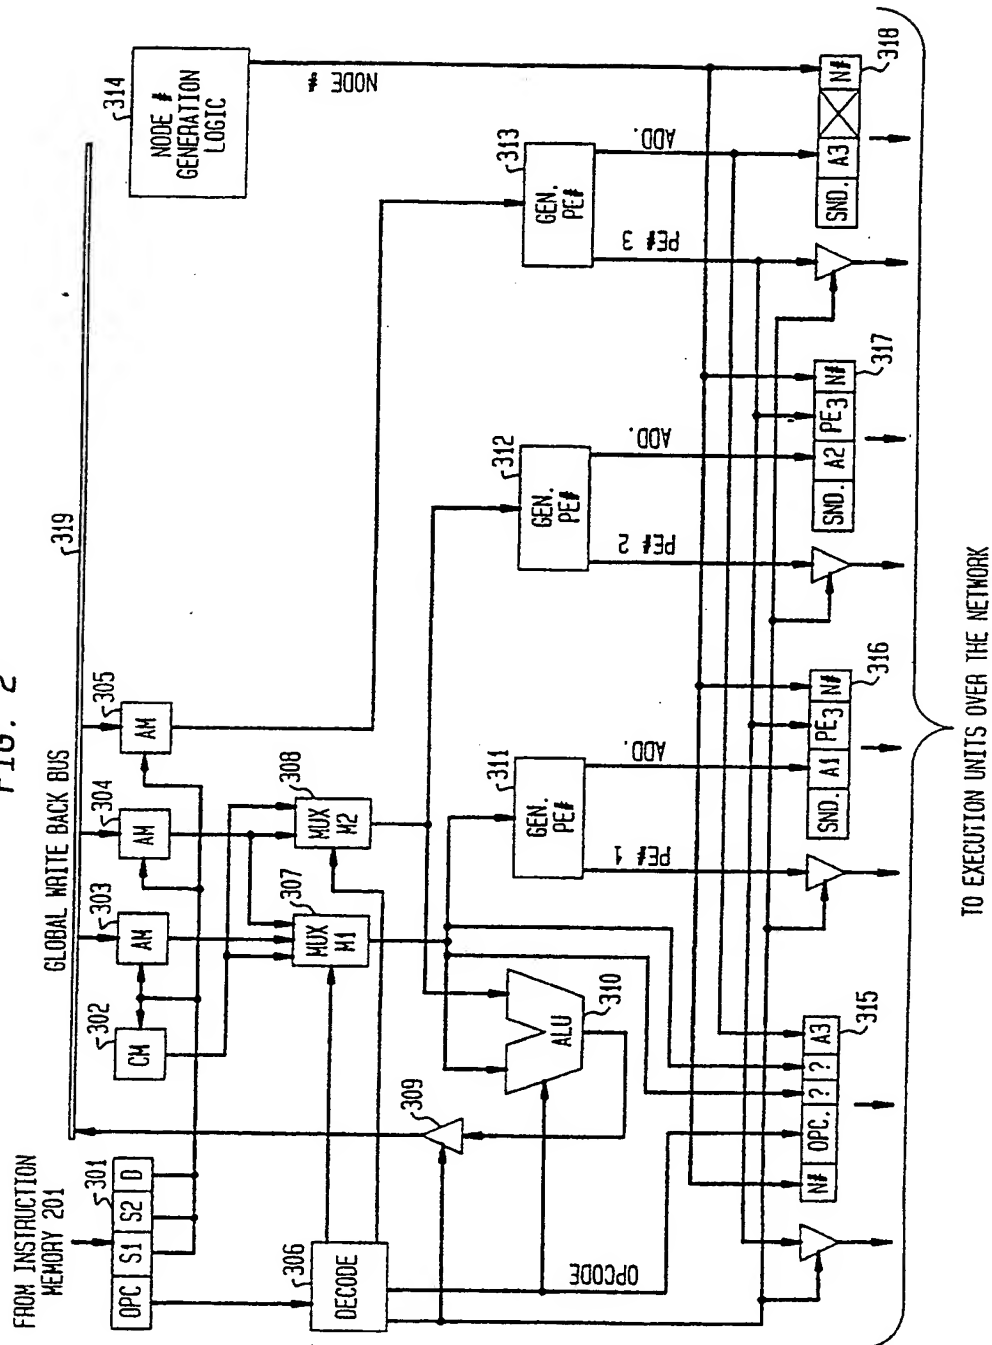 FIG. 2
FROM INSTRUCTION
MEMORY 201
GLOBAL WRITE BACK BUS
319
301
OPC S1 S2 D
302
CM
303
AM
304
AM
305
AM
314
NODE #
GENERATION
LOGIC
NODE #
306
DECODE
307
MUX
M1
308
MUX
M2
309
310
ALU
OPCODE
311
GEN.
PE#
PE# 1
ADD.
312
GEN.
PE#
PE# 2
ADD.
313
GEN.
PE#
PE# 3
ADD.
N# OPC. ? ? A3
315
SND. A1 PE3 N#
316
SND. A2 PE3 N#
317
SND. A3 N#
318
TO EXECUTION UNITS OVER THE NETWORK